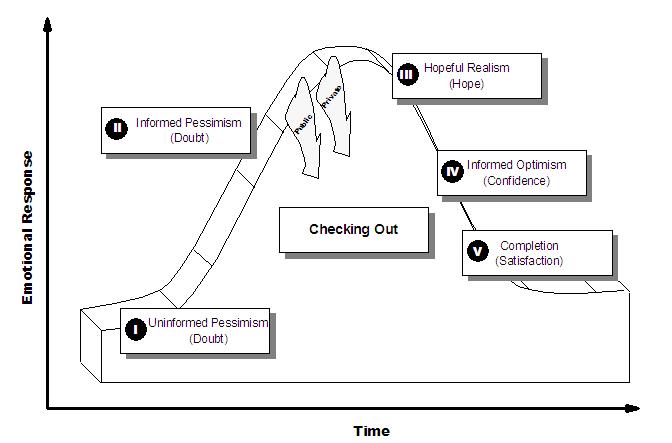 III Hopeful Realism
(Hope)
Private
Public
II Informed Pessimism
(Doubt)
IV Informed Optimism
(Confidence)
Checking Out
V Completion
(Satisfaction)
I Uninformed Pessimism
(Doubt)
Emotional Response
Time